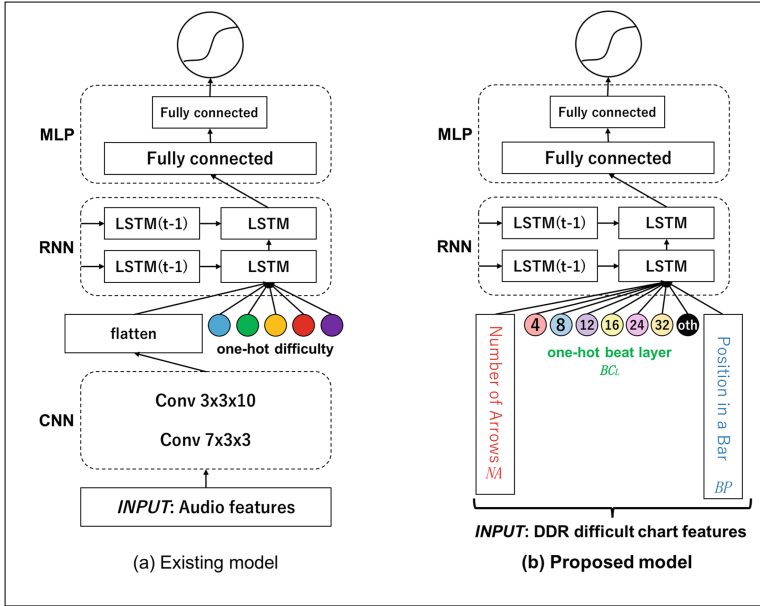 Fully connected
MLP
Fully connected
LSTM(t-1)
LSTM
RNN
LSTM(t-1)
LSTM
flatten
one-hot difficulty
Conv 3x3x10
CNN
Conv 7x3x3
INPUT: Audio features
(a) Existing model
Fully connected
MLP
Fully connected
LSTM(t-1)
LSTM
RNN
LSTM(t-1)
LSTM
4 8 12 16 24 32 oth
one-hot beat layer
BCL
Number of Arrows
NA
Position in a Bar
BP
INPUT: DDR difficult chart features
(b) Proposed model